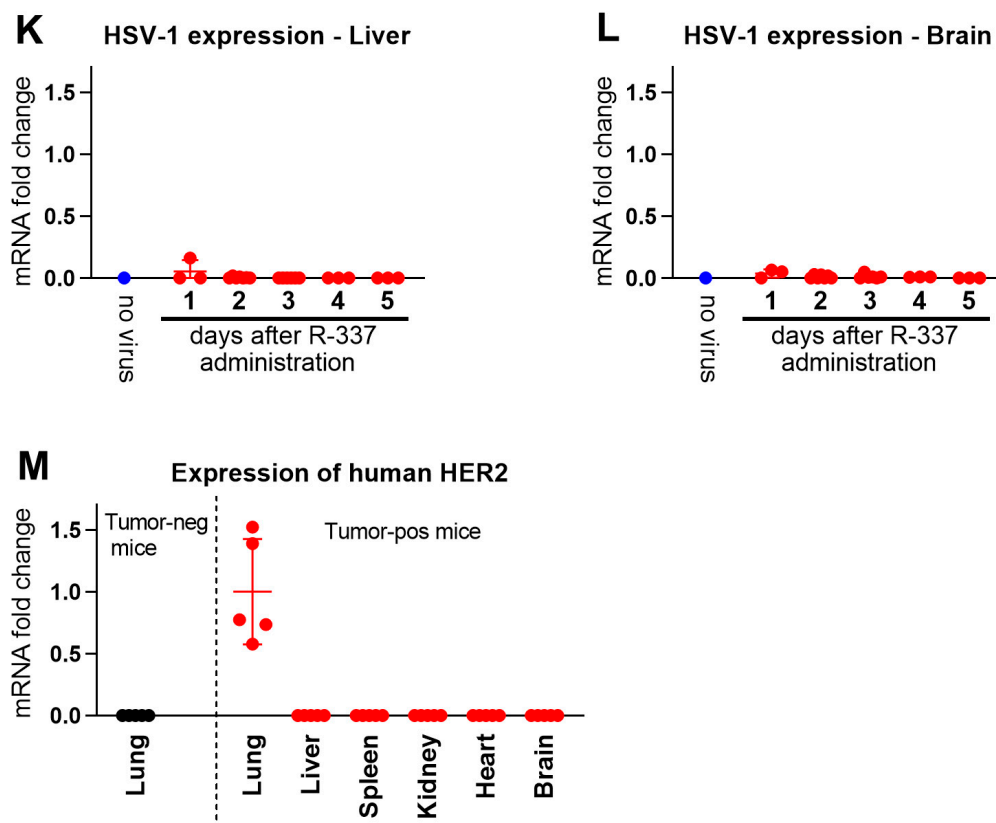 K
HSV-1 expression - Liver
mRNA fold change
1.5
1.0
0.5
0.0
no virus
1 2 3 4 5
days after R-337
administration
L
HSV-1 expression - Brain
mRNA fold change
1.5
1.0
0.5
0.0
no virus
1 2 3 4 5
days after R-337
administration
M
Expression of human HER2
mRNA fold change
1.5
1.0
0.5
0.0
Tumor-neg
mice
Tumor-pos mice
Lung
Lung
Liver
Spleen
Kidney
Heart
Brain